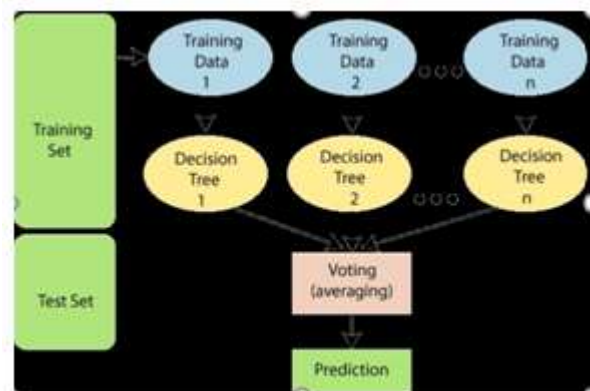 Training
Set
Test Set
Training
Data
1
Training
Data
2
Training
Data
n
Decision
Tree
1
Decision
Tree
2
Decision
Tree
n
Voting
(averaging)
Prediction